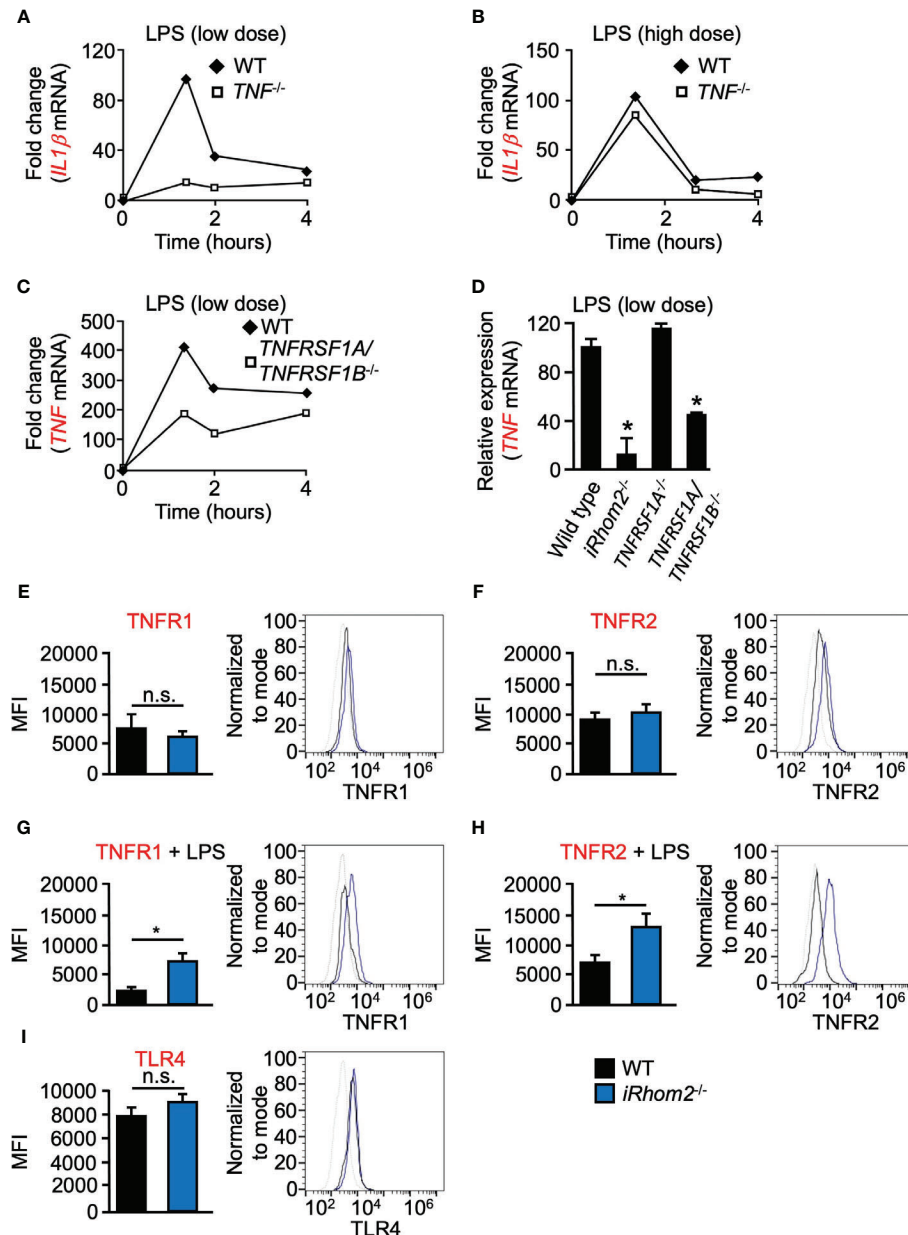 A
LPS (low dose)
Fold change
(IL1β mRNA)
120
80
40
0
WT
TNF-/-
0
2
4
Time (hours)
B
LPS (high dose)
Fold change
(IL1β mRNA)
150
100
50
0
WT
TNF-/-
0
2
4
Time (hours)
C
LPS (low dose)
Fold change
(TNF mRNA)
500
400
300
200
100
0
WT
TNFRSF1A/
TNFRSF1B-/-
0
2
4
Time (hours)
D
LPS (low dose)
Relative expression
(TNF mRNA)
120
80
40
0
*
*
Wild type
iRhom2-/-
TNFRSF1A-/-
TNFRSF1A/
TNFRSF1B-/-
E
TNFR1
MFI
20000
15000
10000
5000
0
n.s.
Normalized
to mode
100
80
60
40
20
0
10² 10⁴ 10⁶
TNFR1
F
TNFR2
MFI
20000
15000
10000
5000
0
n.s.
Normalized
to mode
100
80
60
40
20
0
10² 10⁴ 10⁶
TNFR2
G
TNFR1 + LPS
MFI
20000
15000
10000
5000
0
*
Normalized
to mode
100
80
60
40
20
0
10² 10⁴ 10⁶
TNFR1
H
TNFR2 + LPS
MFI
20000
15000
10000
5000
0
*
Normalized
to mode
100
80
60
40
20
0
10² 10⁴ 10⁶
TNFR2
I
TLR4
MFI
10000
8000
6000
4000
2000
0
n.s.
Normalized
to mode
100
80
60
40
20
0
10² 10⁴ 10⁶
TLR4
WT
iRhom2-/-